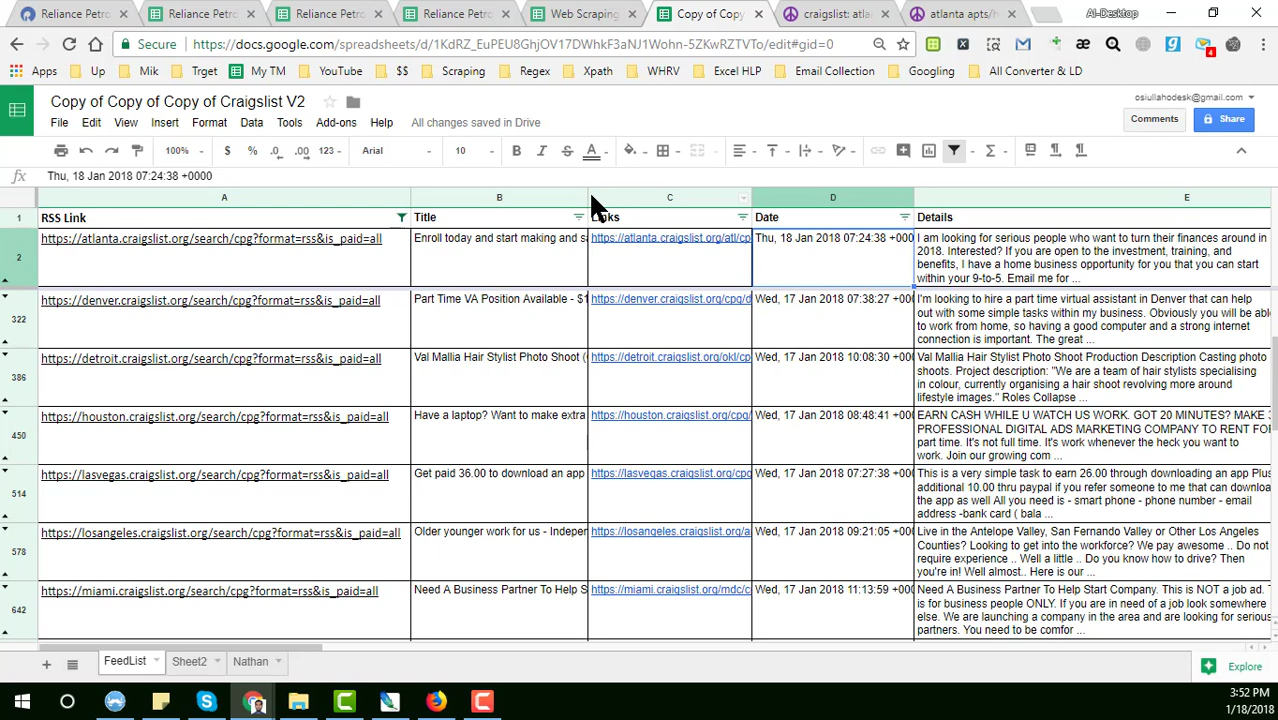 Reliance Petro
Reliance Petro
Reliance Petro
Reliance Petro
Web Scraping
Copy of Copy
craigslist: atla
atlanta apts/h
AI-Desktop
Secure
https://docs.google.com/spreadsheets/d/1KdRZ_EuPEU8GhjOV17DWhkF3aNJ1Wohn-5ZKwRZTVTo/edit#gid=0
4
Apps Up Mik Trget My TM YouTube $$ Scraping Regex Xpath WHRV Excel HLP Email Collection Googling All Converter & LD
Copy of Copy of Copy of Craigslist V2
osiullahodesk@gmail.com
File Edit View Insert Format Data Tools Add-ons Help All changes saved in Drive
Comments Share
100% $ % .0 .00 123 Arial 10 B I S A
fx Thu, 18 Jan 2018 07:24:38 +0000
A B C D E
1 RSS Link Title Links Date Details
2 https://atlanta.craigslist.org/search/cpg?format=rss&is_paid=all Enroll today and start making and sa https://atlanta.craigslist.org/atl/cp Thu, 18 Jan 2018 07:24:38 +000 I am looking for serious people who want to turn their finances around in
2018. Interested? If you are open to the investment, training, and
benefits, I have a home business opportunity for you that you can start
within your 9-to-5. Email me for ...
322 https://denver.craigslist.org/search/cpg?format=rss&is_paid=all Part Time VA Position Available - $1 https://denver.craigslist.org/cpg/d Wed, 17 Jan 2018 07:38:27 +000 I'm looking to hire a part time virtual assistant in Denver that can help
out with some simple tasks within my business. Obviously you will be able
to work from home, so having a good computer and a strong internet
connection is important. The great ...
386 https://detroit.craigslist.org/search/cpg?format=rss&is_paid=all Val Mallia Hair Stylist Photo Shoot ( https://detroit.craigslist.org/okl/cp Wed, 17 Jan 2018 10:08:30 +000 Val Mallia Hair Stylist Photo Shoot Production Description Casting photo
shoots. Project description: "We are a team of hair stylists specialising
in colour, currently organising a hair shoot revolving more around
lifestyle images." Roles Collapse ...
450 https://houston.craigslist.org/search/cpg?format=rss&is_paid=all Have a laptop? Want to make extra https://houston.craigslist.org/cpg/ Wed, 17 Jan 2018 08:48:41 +000 EARN CASH WHILE U WATCH US WORK. GOT 20 MINUTES? MAKE 3
PROFESSIONAL DIGITAL ADS MARKETING COMPANY TO RENT FOR
part time. It's not full time. It's work whenever the heck you want to
work. Join our growing com ...
514 https://lasvegas.craigslist.org/search/cpg?format=rss&is_paid=all Get paid 36.00 to download an app https://lasvegas.craigslist.org/cpg Wed, 17 Jan 2018 07:27:38 +000 This is a very simple task to earn 26.00 through downloading an app Plus
additional 10.00 thru paypal if you refer someone to me that can downloa
the app as well All you need is - smart phone - phone number - email
address -bank card ( bala ...
578 https://losangeles.craigslist.org/search/cpg?format=rss&is_paid=all Older younger work for us - Indepen https://losangeles.craigslist.org/a Wed, 17 Jan 2018 09:21:05 +000 Live in the Antelope Valley, San Fernando Valley or Other Los Angeles
Counties? Looking to get into the workforce? We pay awesome .. Do not
require experience .. Well a little .. Do you know how to drive? Then
you're in! Well almost.. Here is our ...
642 https://miami.craigslist.org/search/cpg?format=rss&is_paid=all Need A Business Partner To Help S https://miami.craigslist.org/mdc/c Wed, 17 Jan 2018 11:13:59 +000 Need A Business Partner To Help Start Company. This is NOT a job ad. T
is for business people ONLY. If you are in need of a job look somewhere
else. We are launching a company in the area and are looking for serious
partners. You need to be comfor ...
FeedList Sheet2 Nathan Explore
3:52 PM
1/18/2018